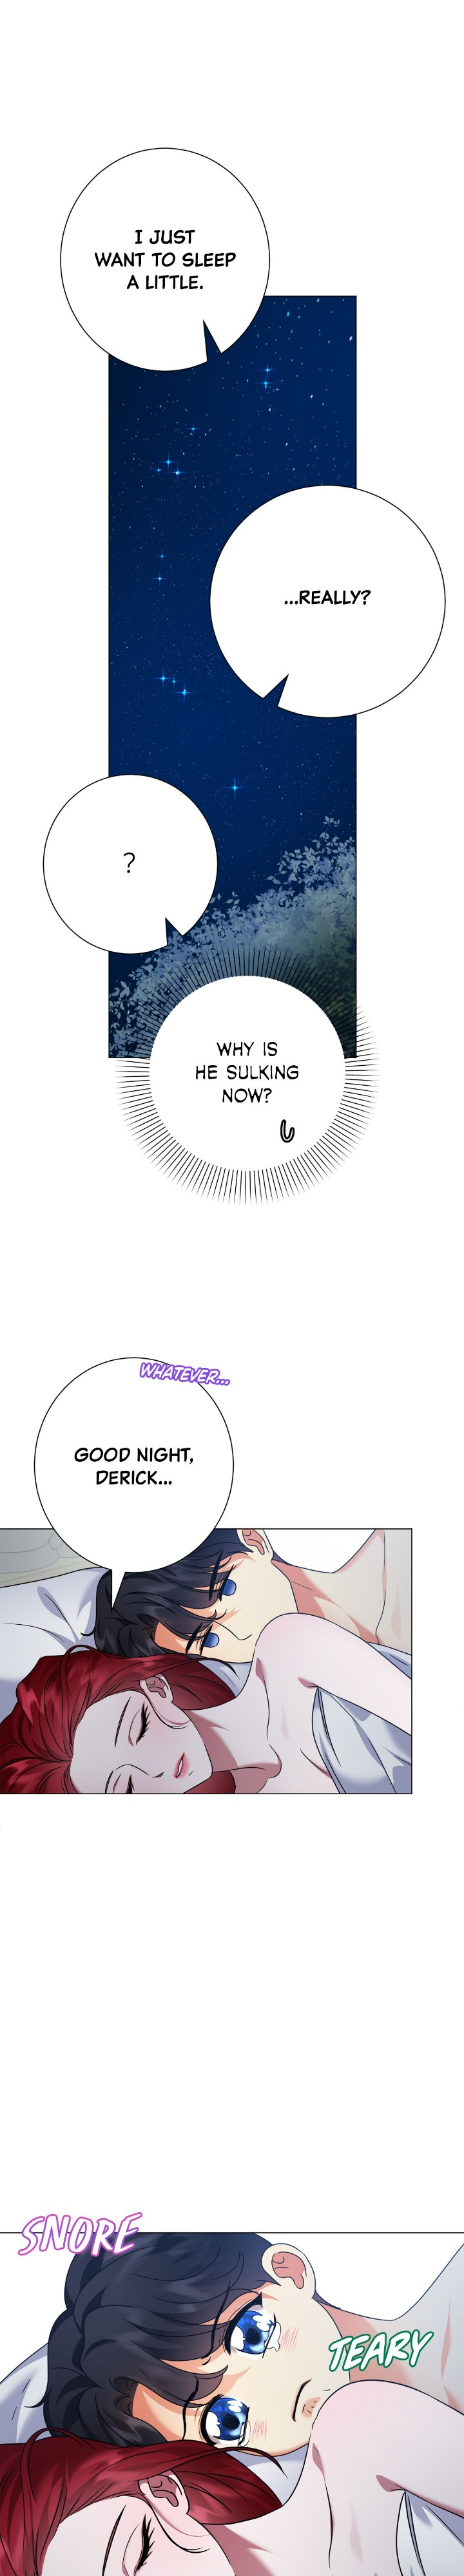 I JUST
WANT TO SLEEP
A LITTLE.
...REALLY?
?
WHY IS
HE SULKING
NOW?
WHATEVER...
GOOD NIGHT,
DERICK...
SNORE
TEARY